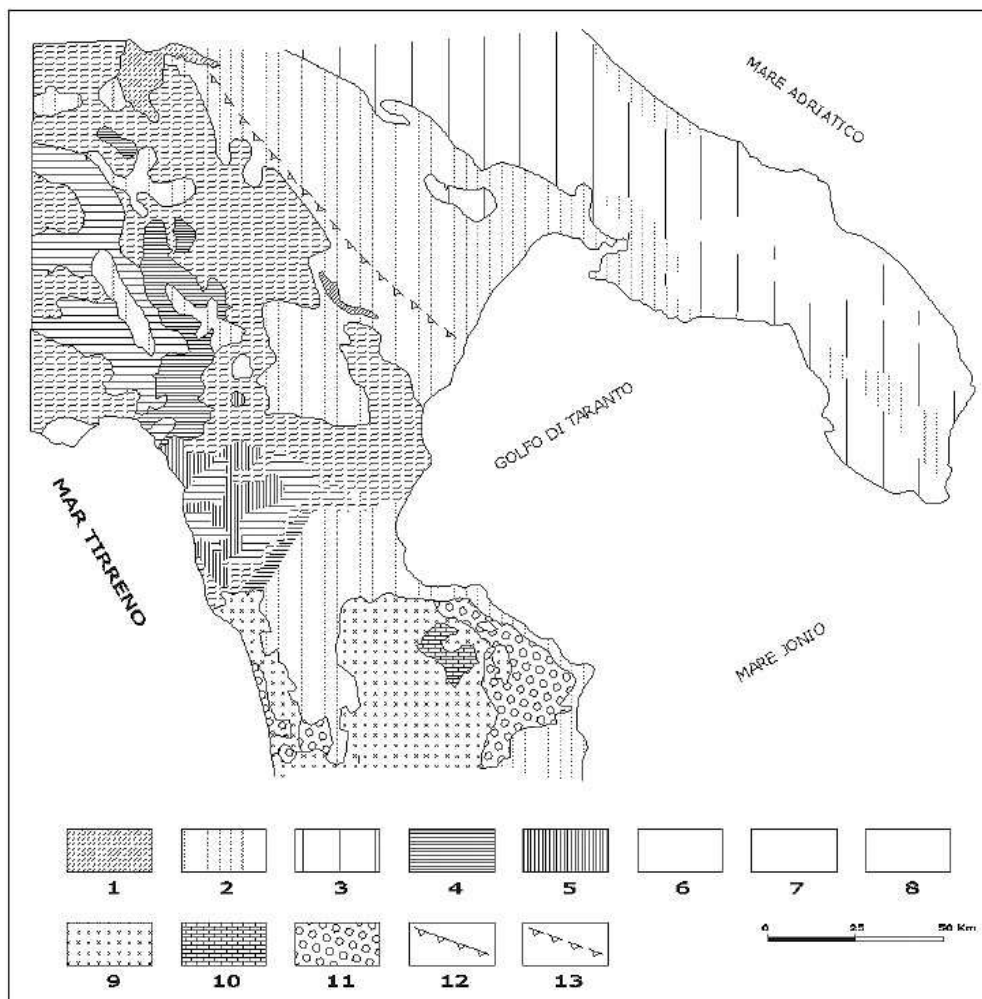 MARE ADRIATICO
GOLFO DI TARANTO
MAR TIRRENO
MARE JONIO
1 2 3 4 5 6 7 8
0 25 50 Km
9 10 11 12 13